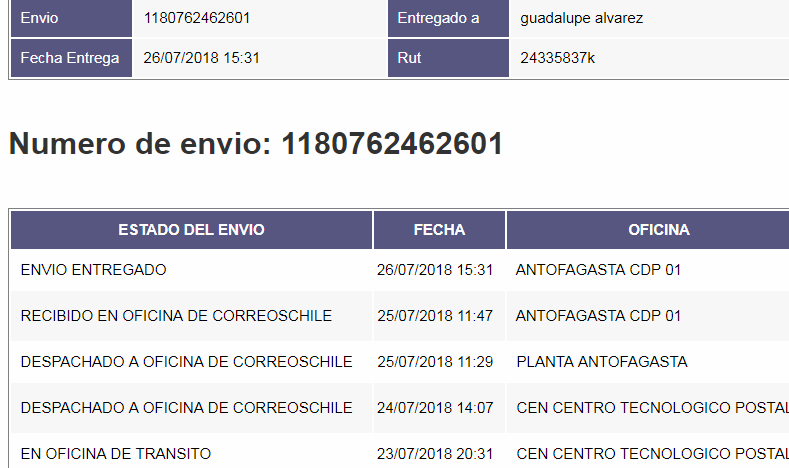 Envio 1180762462601 Entregado a guadalupe alvarez
Fecha Entrega 26/07/2018 15:31 Rut 24335837k
Numero de envio: 1180762462601
ESTADO DEL ENVIO FECHA OFICINA
ENVIO ENTREGADO 26/07/2018 15:31 ANTOFAGASTA CDP 01
RECIBIDO EN OFICINA DE CORREOSCHILE 25/07/2018 11:47 ANTOFAGASTA CDP 01
DESPACHADO A OFICINA DE CORREOSCHILE 25/07/2018 11:29 PLANTA ANTOFAGASTA
DESPACHADO A OFICINA DE CORREOSCHILE 24/07/2018 14:07 CEN CENTRO TECNOLOGICO POSTAL
EN OFICINA DE TRANSITO 23/07/2018 20:31 CEN CENTRO TECNOLOGICO POSTAL